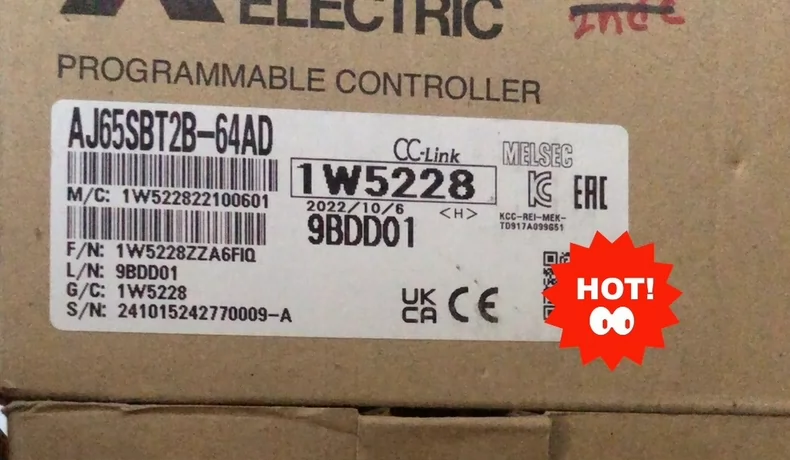 ELECTRIC
PROGRAMMABLE CONTROLLER
AJ65SBT2B-64AD
CC-Link
MELSEC
M/C: 1W522822100601
1W5228
2022/10/6 <H>
KCC-REI-MEK-
TD917A099G51
EAC
9BDD01
F/N: 1W5228ZZA6FIQ
L/N: 9BDD01
G/C: 1W5228
S/N: 241015242770009-A
UK
CA
CE
HOT!